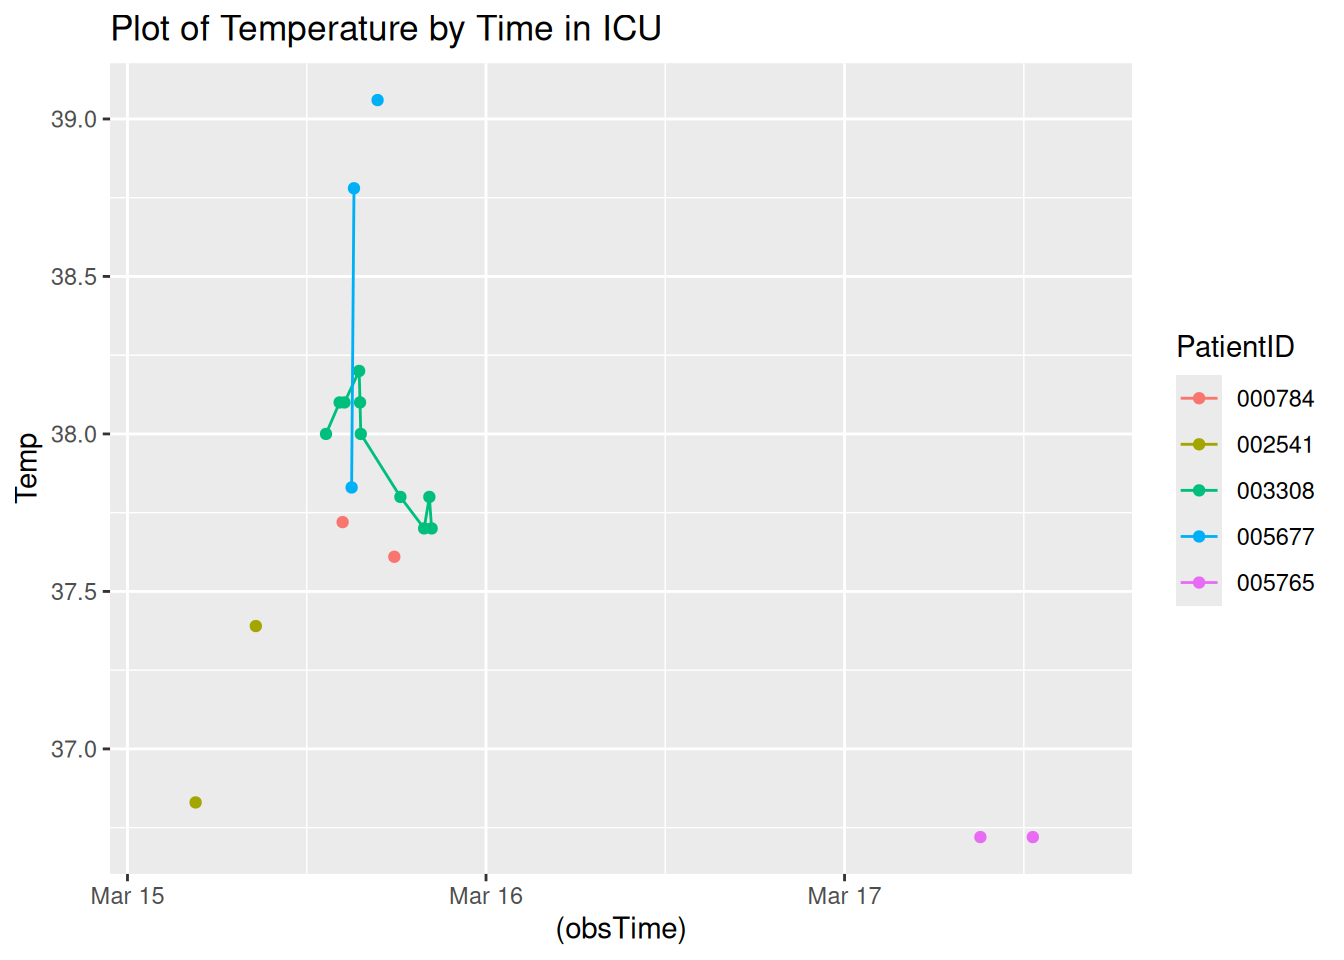 Plot of Temperature by Time in ICU
39.0
38.5
38.0
37.5
37.0
Temp
Mar 15
Mar 16
Mar 17
(obsTime)
PatientID
000784
002541
003308
005677
005765